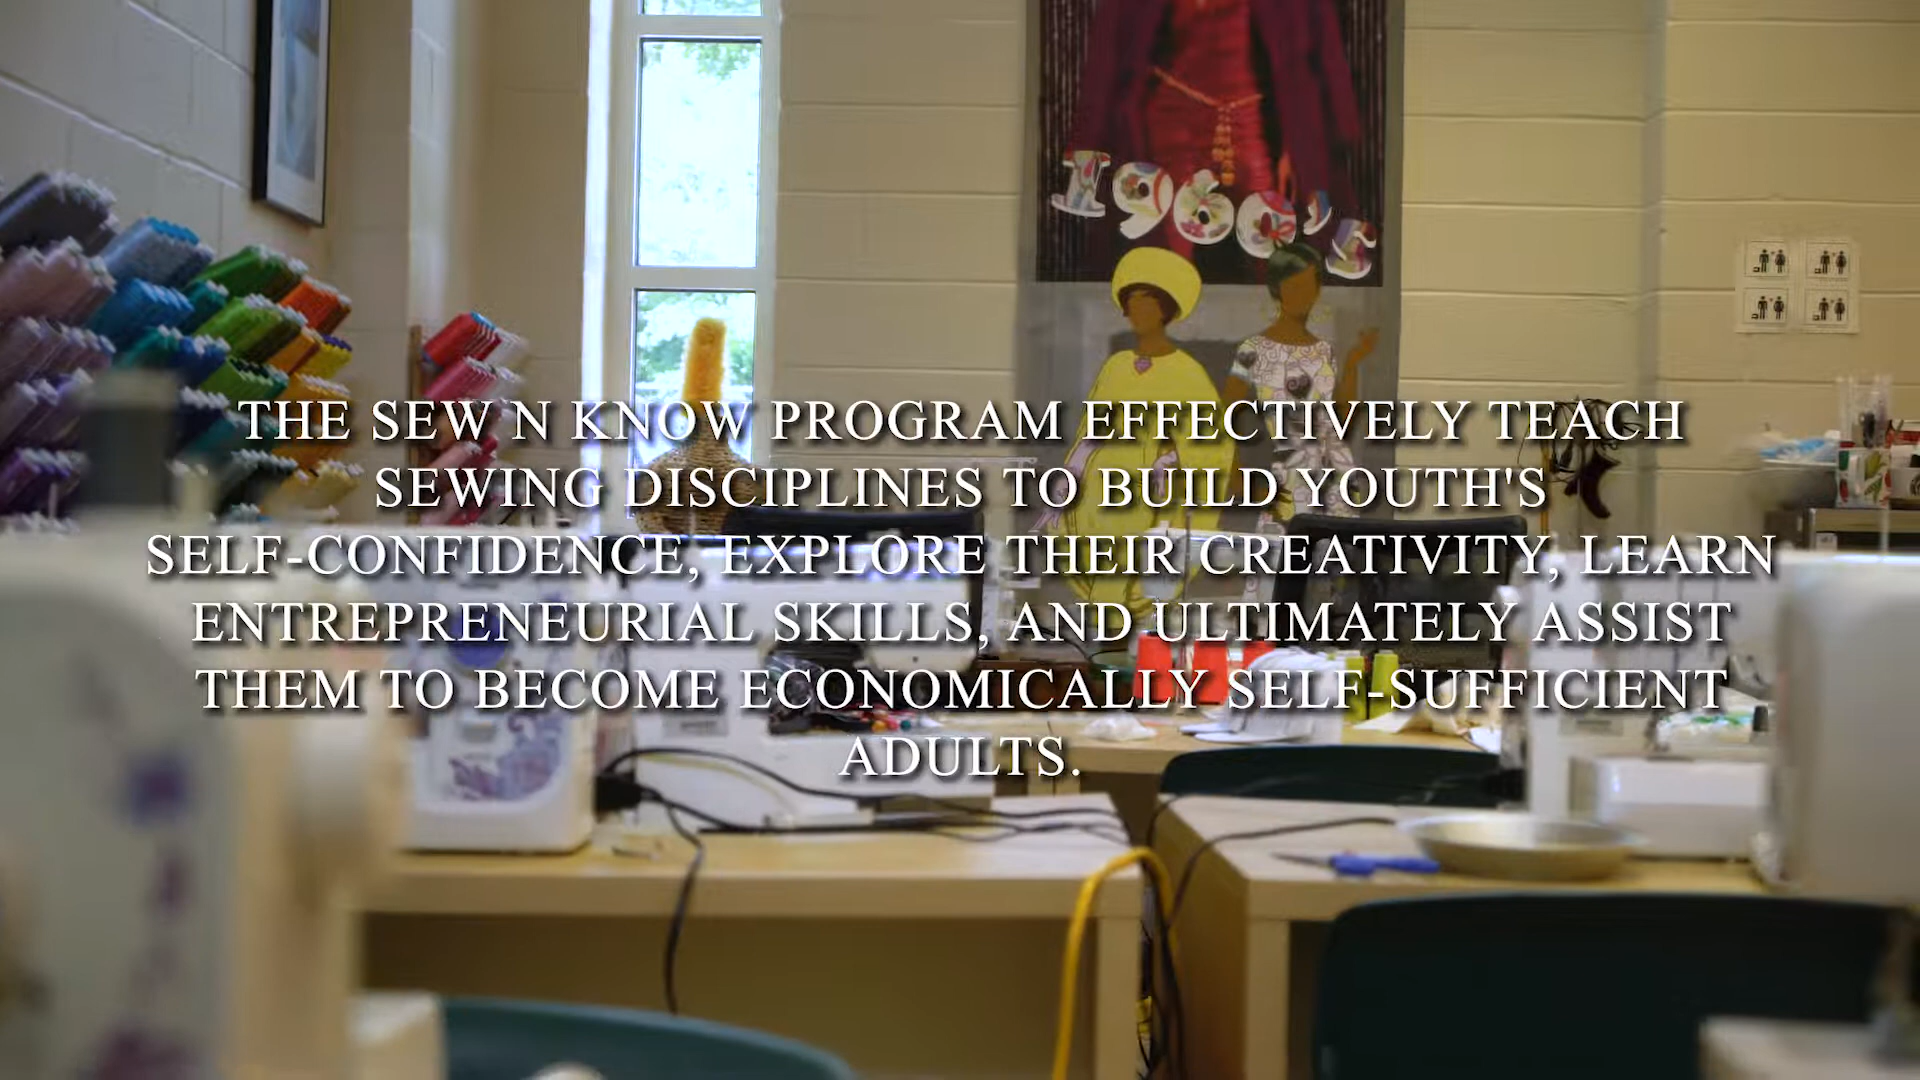 1960's
THE SEW N KNOW PROGRAM EFFECTIVELY TEACH
SEWING DISCIPLINES TO BUILD YOUTH'S
SELF-CONFIDENCE, EXPLORE THEIR CREATIVITY, LEARN
ENTREPRENEURIAL SKILLS, AND ULTIMATELY ASSIST
THEM TO BECOME ECONOMICALLY SELF-SUFFICIENT
ADULTS.